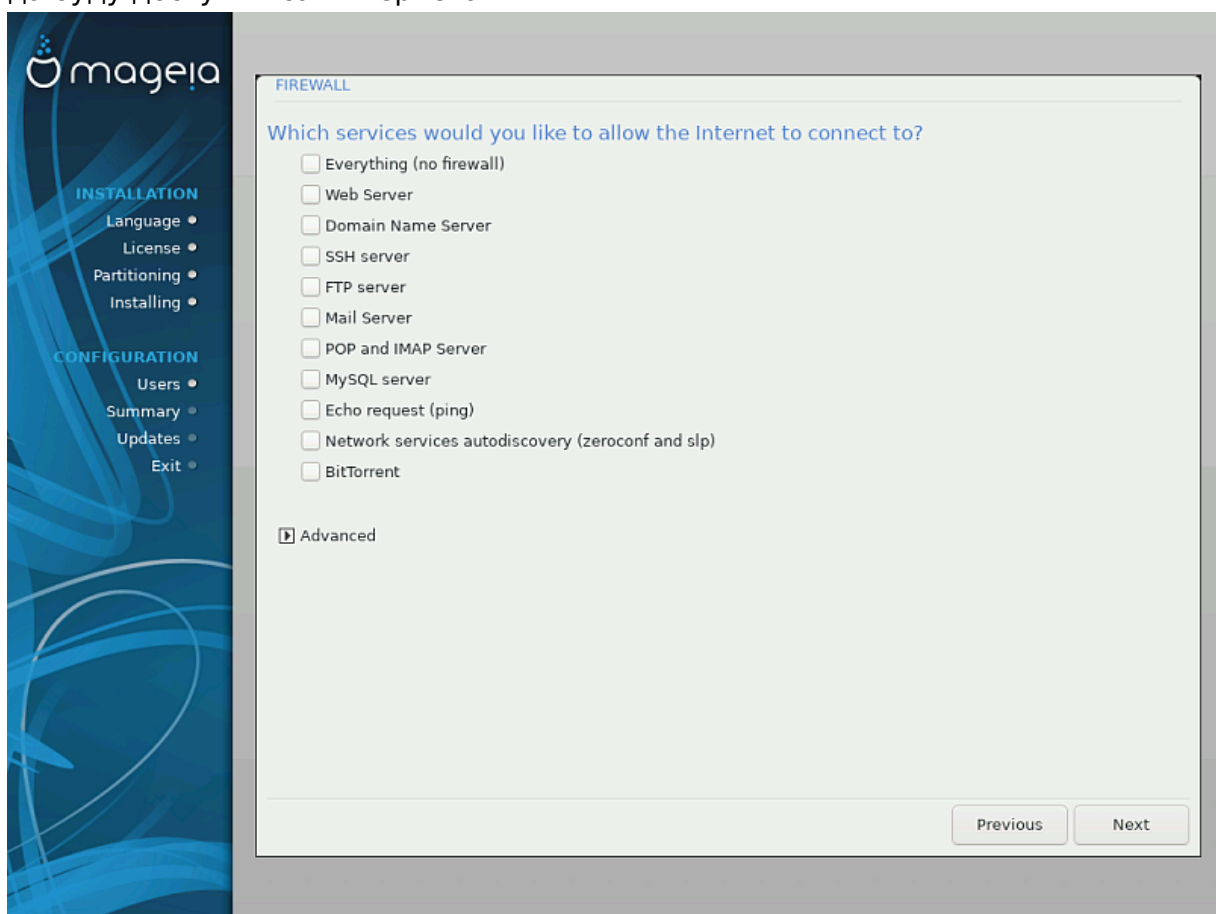 mageia
INSTALLATION
Language
License
Partitioning
Installing
CONFIGURATION
Users
Summary
Updates
Exit
FIREWALL
Which services would you like to allow the Internet to connect to?
Everything (no firewall)
Web Server
Domain Name Server
SSH server
FTP server
Mail Server
POP and IMAP Server
MySQL server
Echo request (ping)
Network services autodiscovery (zeroconf and slp)
BitTorrent
Advanced
Previous
Next